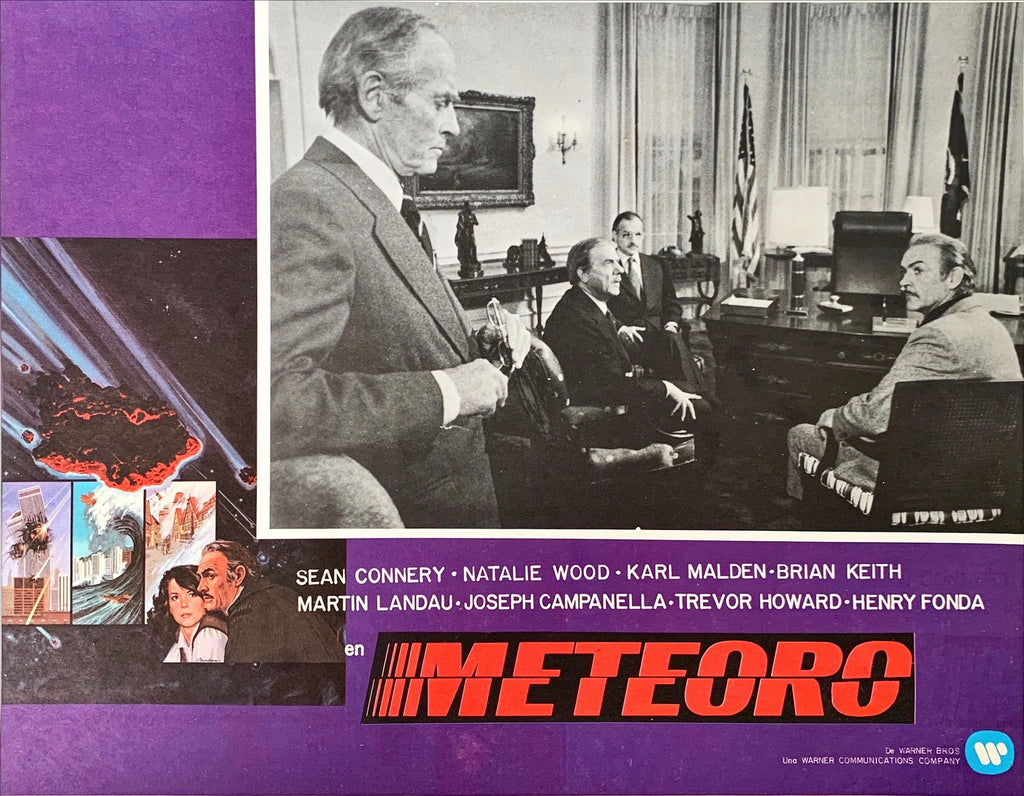 SEAN CONNERY • NATALIE WOOD • KARL MALDEN • BRIAN KEITH
MARTIN LANDAU • JOSEPH CAMPANELLA • TREVOR HOWARD • HENRY FONDA
en
METEORO
De WARNER BROS
Una WARNER COMMUNICATIONS COMPANY